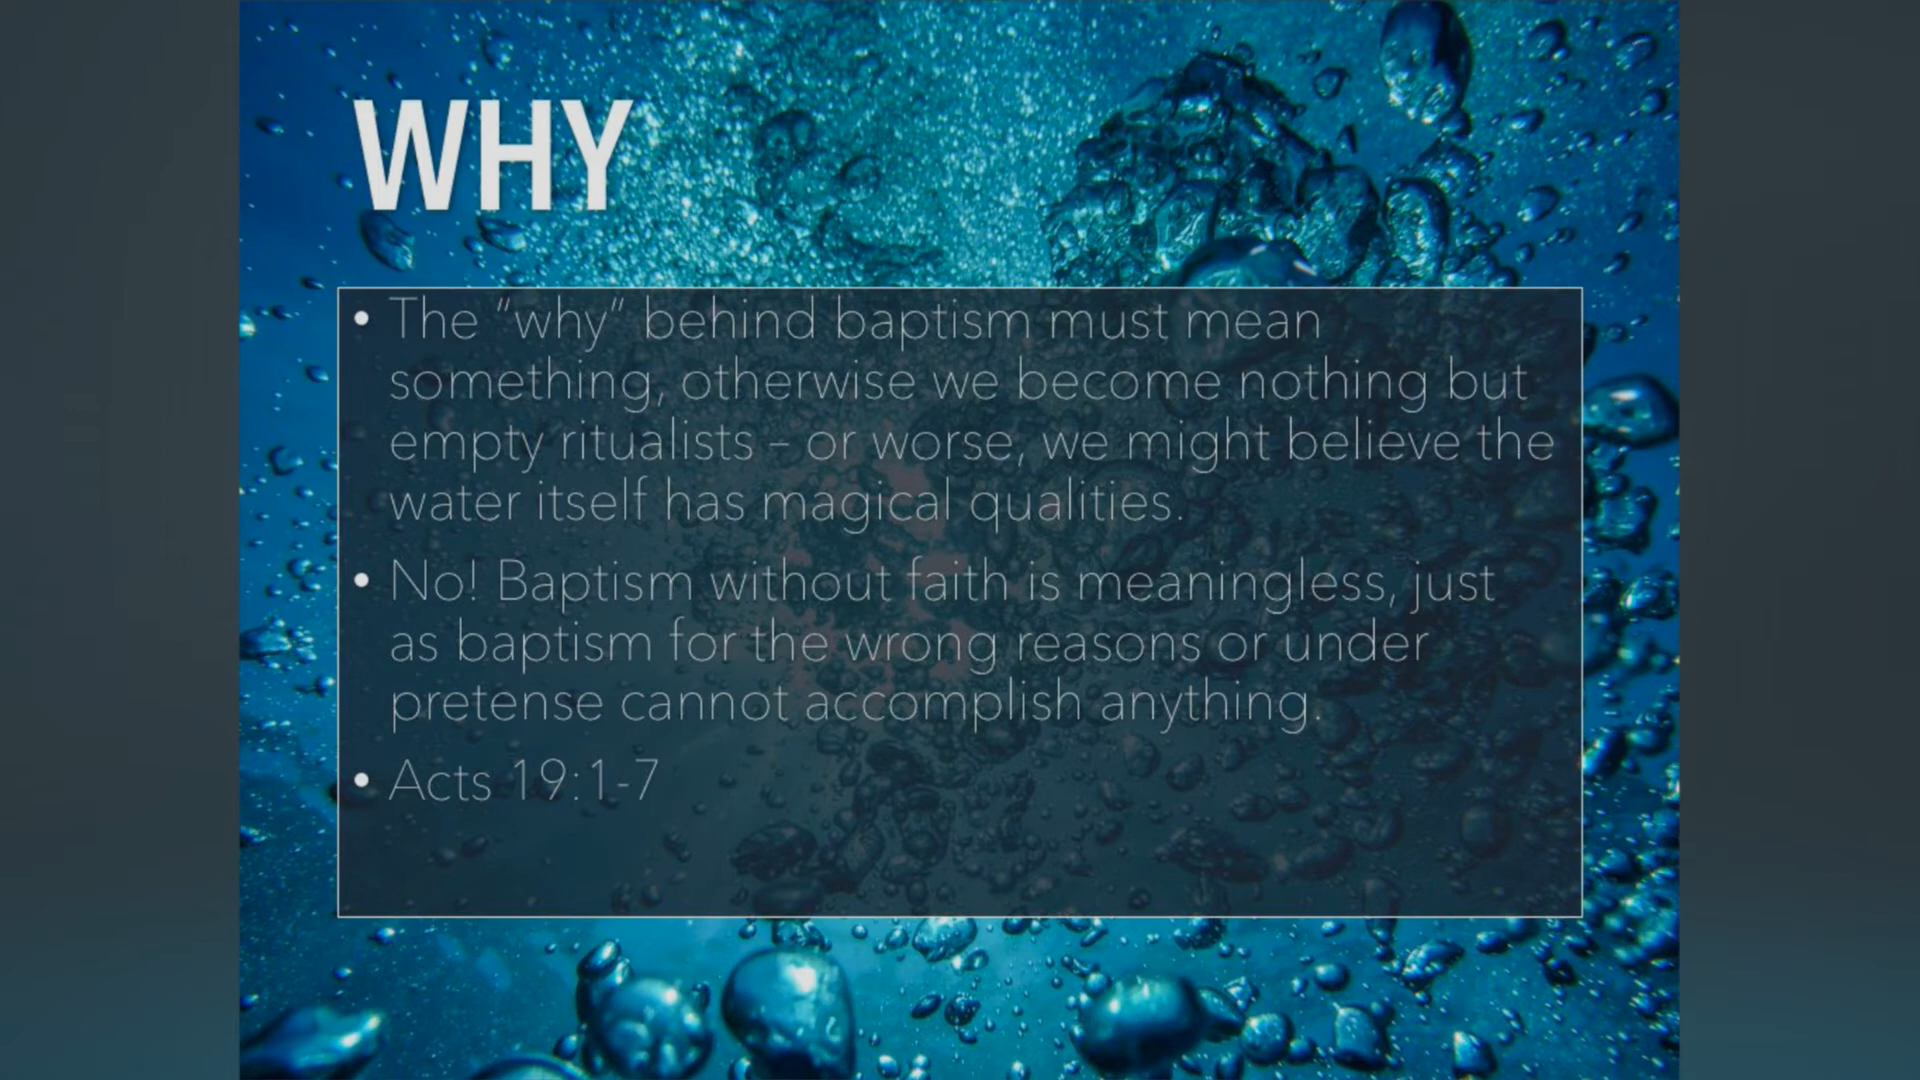 WHY
• The “why” behind baptism must mean
something, otherwise we become nothing but
empty ritualists – or worse, we might believe the
water itself has magical qualities.
• No! Baptism without faith is meaningless, just
as baptism for the wrong reasons or under
pretense cannot accomplish anything.
• Acts 19:1-7